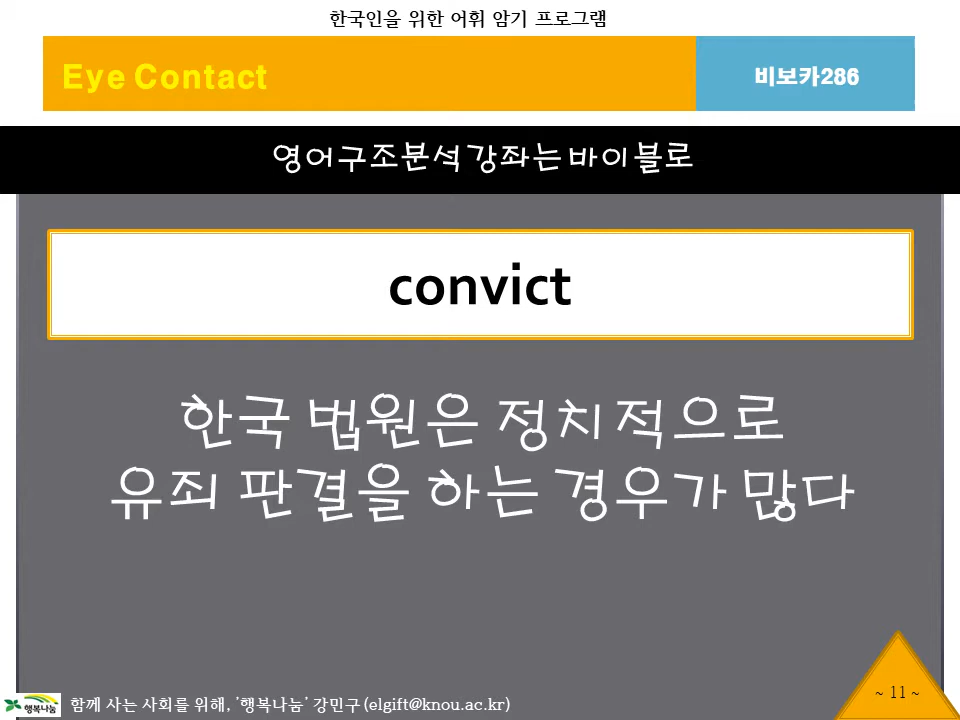 한국인을 위한 어휘 암기 프로그램
Eye Contact
비보카286
영어구조분석 강좌는 바이블로
convict
한국 법원은 정치적으로
유죄 판결을 하는 경우가 많다
~ 11 ~
행복나눔
함께 사는 사회를 위해, '행복나눔' 강민구 (elgift@knou.ac.kr)